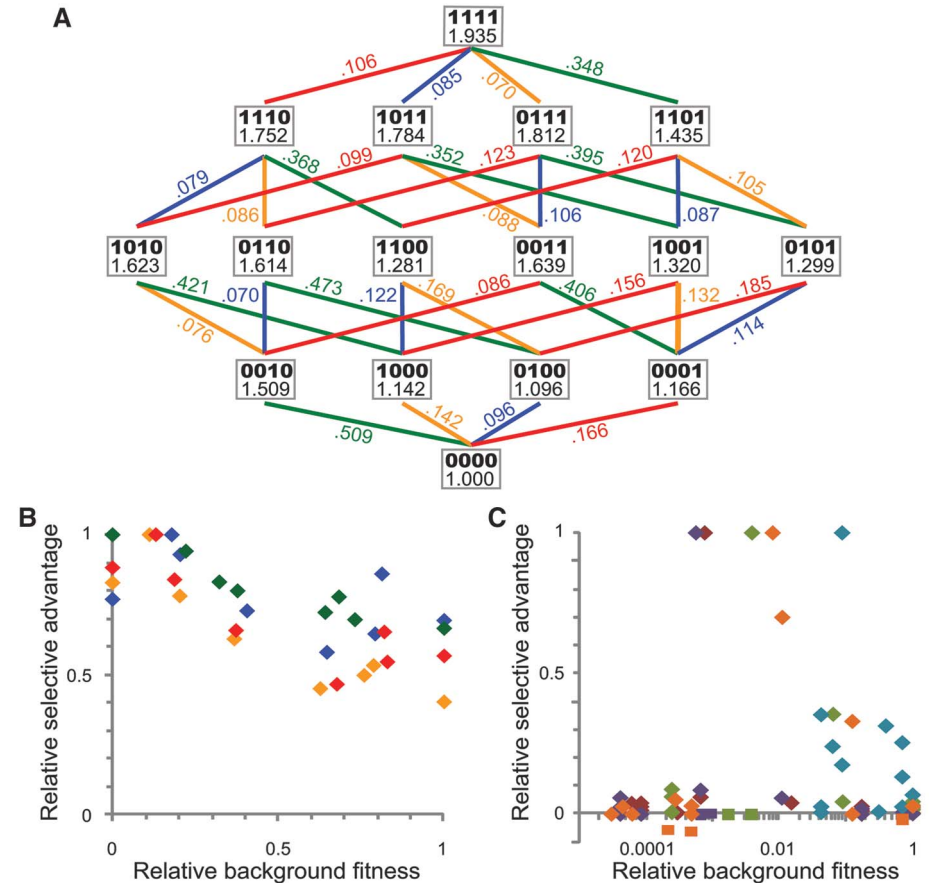 A
1111
1.935
.106 .085 .070 .348
1110 1011 0111 1101
1.752 1.784 1.812 1.435
.079 .368 .099 .352 .123 .395 .120 .105
.086 .088 .106 .087
1010 0110 1100 0011 1001 0101
1.623 1.614 1.281 1.639 1.320 1.299
.421 .070 .473 .122 .169 .086 .406 .156 .132 .185
.076 .114
0010 1000 0100 0001
1.509 1.142 1.096 1.166
.509 .142 .096 .166
0000
1.000
B
Relative selective advantage
1
0.5
0
0 0.5 1
Relative background fitness
C
Relative selective advantage
1
0.5
0
0.0001 0.01 1
Relative background fitness